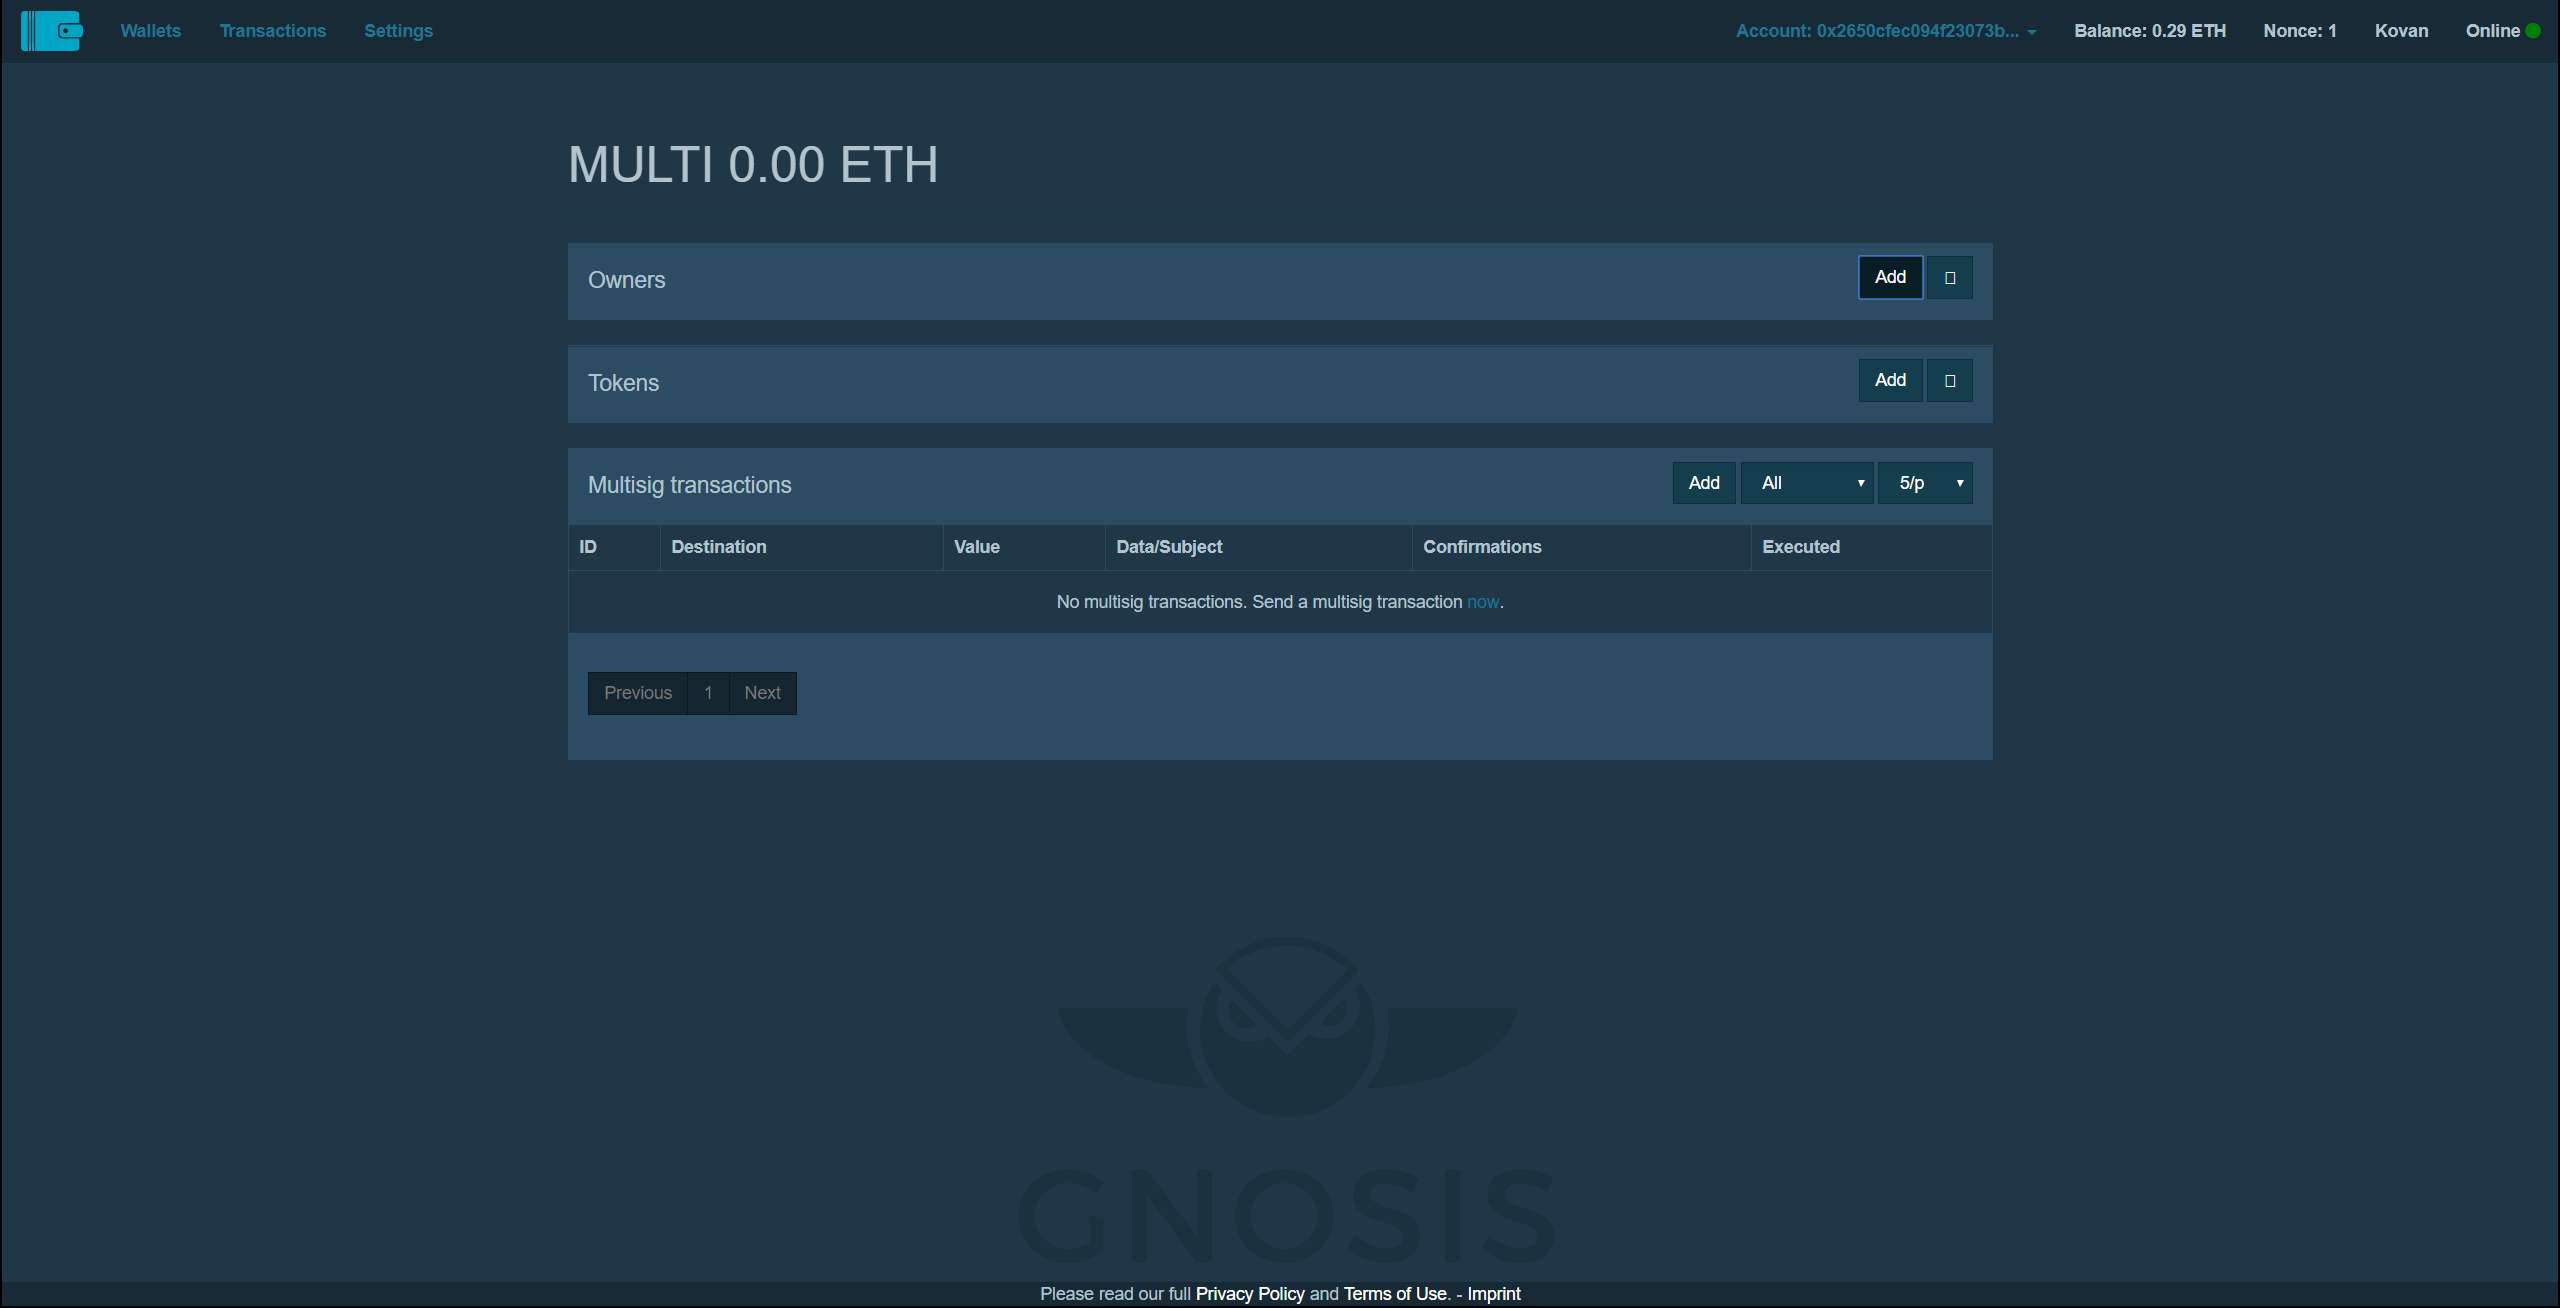 Wallets Transactions Settings Account: 0x2650cfec094f23073b... Balance: 0.29 ETH Nonce: 1 Kovan Online
MULTI 0.00 ETH
Owners Add
Tokens Add
Multisig transactions Add All 5/p
ID Destination Value Data/Subject Confirmations Executed
No multisig transactions. Send a multisig transaction now.
Previous 1 Next
GNOSIS
Please read our full Privacy Policy and Terms of Use. - Imprint